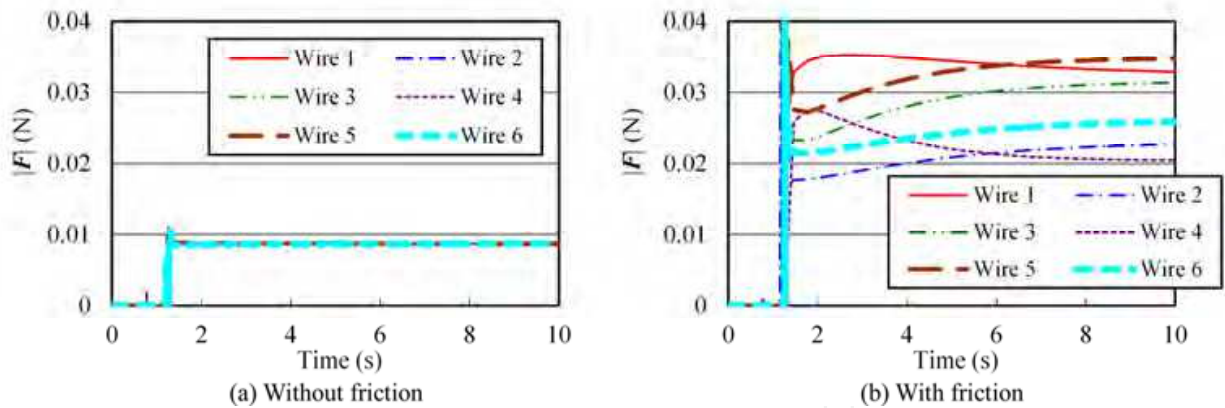 0.04
0.03
0.02
0.01
0
|F| (N)
Wire 1
Wire 2
Wire 3
Wire 4
Wire 5
Wire 6
0 2 4 6 8 10
Time (s)
(a) Without friction
0.04
0.03
0.02
0.01
0
|F| (N)
Wire 1
Wire 2
Wire 3
Wire 4
Wire 5
Wire 6
0 2 4 6 8 10
Time (s)
(b) With friction